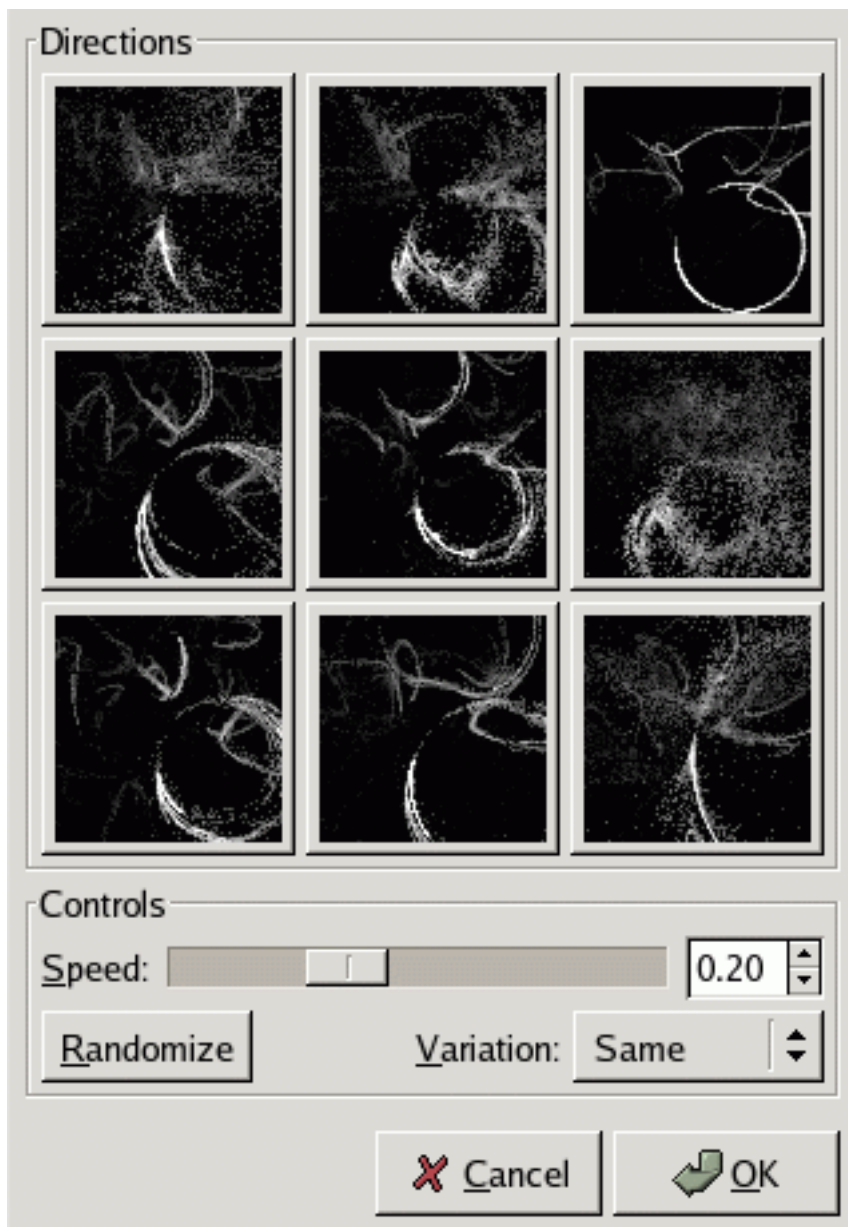 Directions
Controls
Speed: 0.20
Randomize Variation: Same
Cancel OK